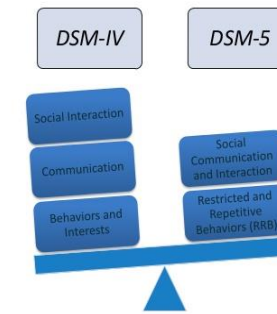 DSM-IV
DSM-5
Social Interaction
Communication
Behaviors and
Interests
Social
Communication
and Interaction
Restricted and
Repetitive
Behaviors (RRB)